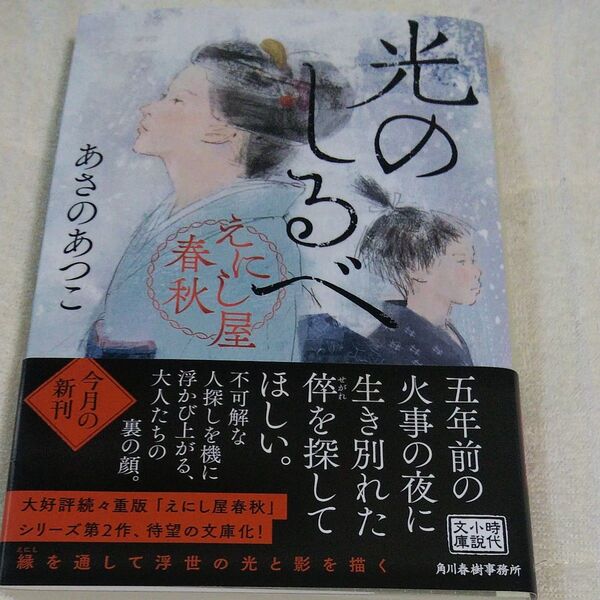 光の
しるべ
えにし屋
春秋
あさのあつこ
五年前の
火事の夜に
生き別れた
倅を探して
せがれ
ほしい。
不可解な
人探しを機に
浮かび上がる、
大人たちの
裏の顔。
今月の
新刊
大好評続々重版「えにし屋春秋」
シリーズ第2作、待望の文庫化!
えにし
縁を通して浮世の光と影を描く
時代
小説
文庫
角川春樹事務所